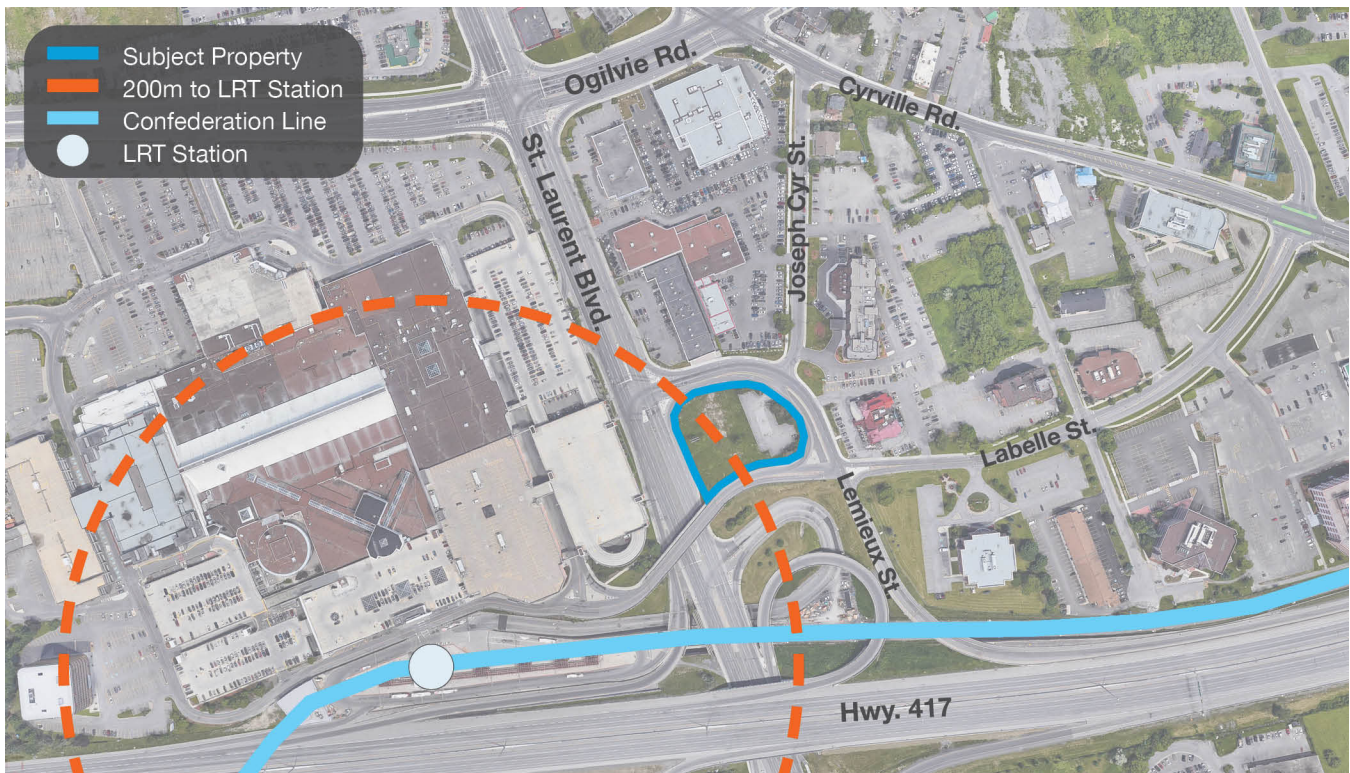 Subject Property
200m to LRT Station
Confederation Line
LRT Station
Ogilvie Rd.
Cyrville Rd.
St. Laurent Blvd.
Joseph Cyr St.
Labelle St.
Lemieux St.
Hwy. 417